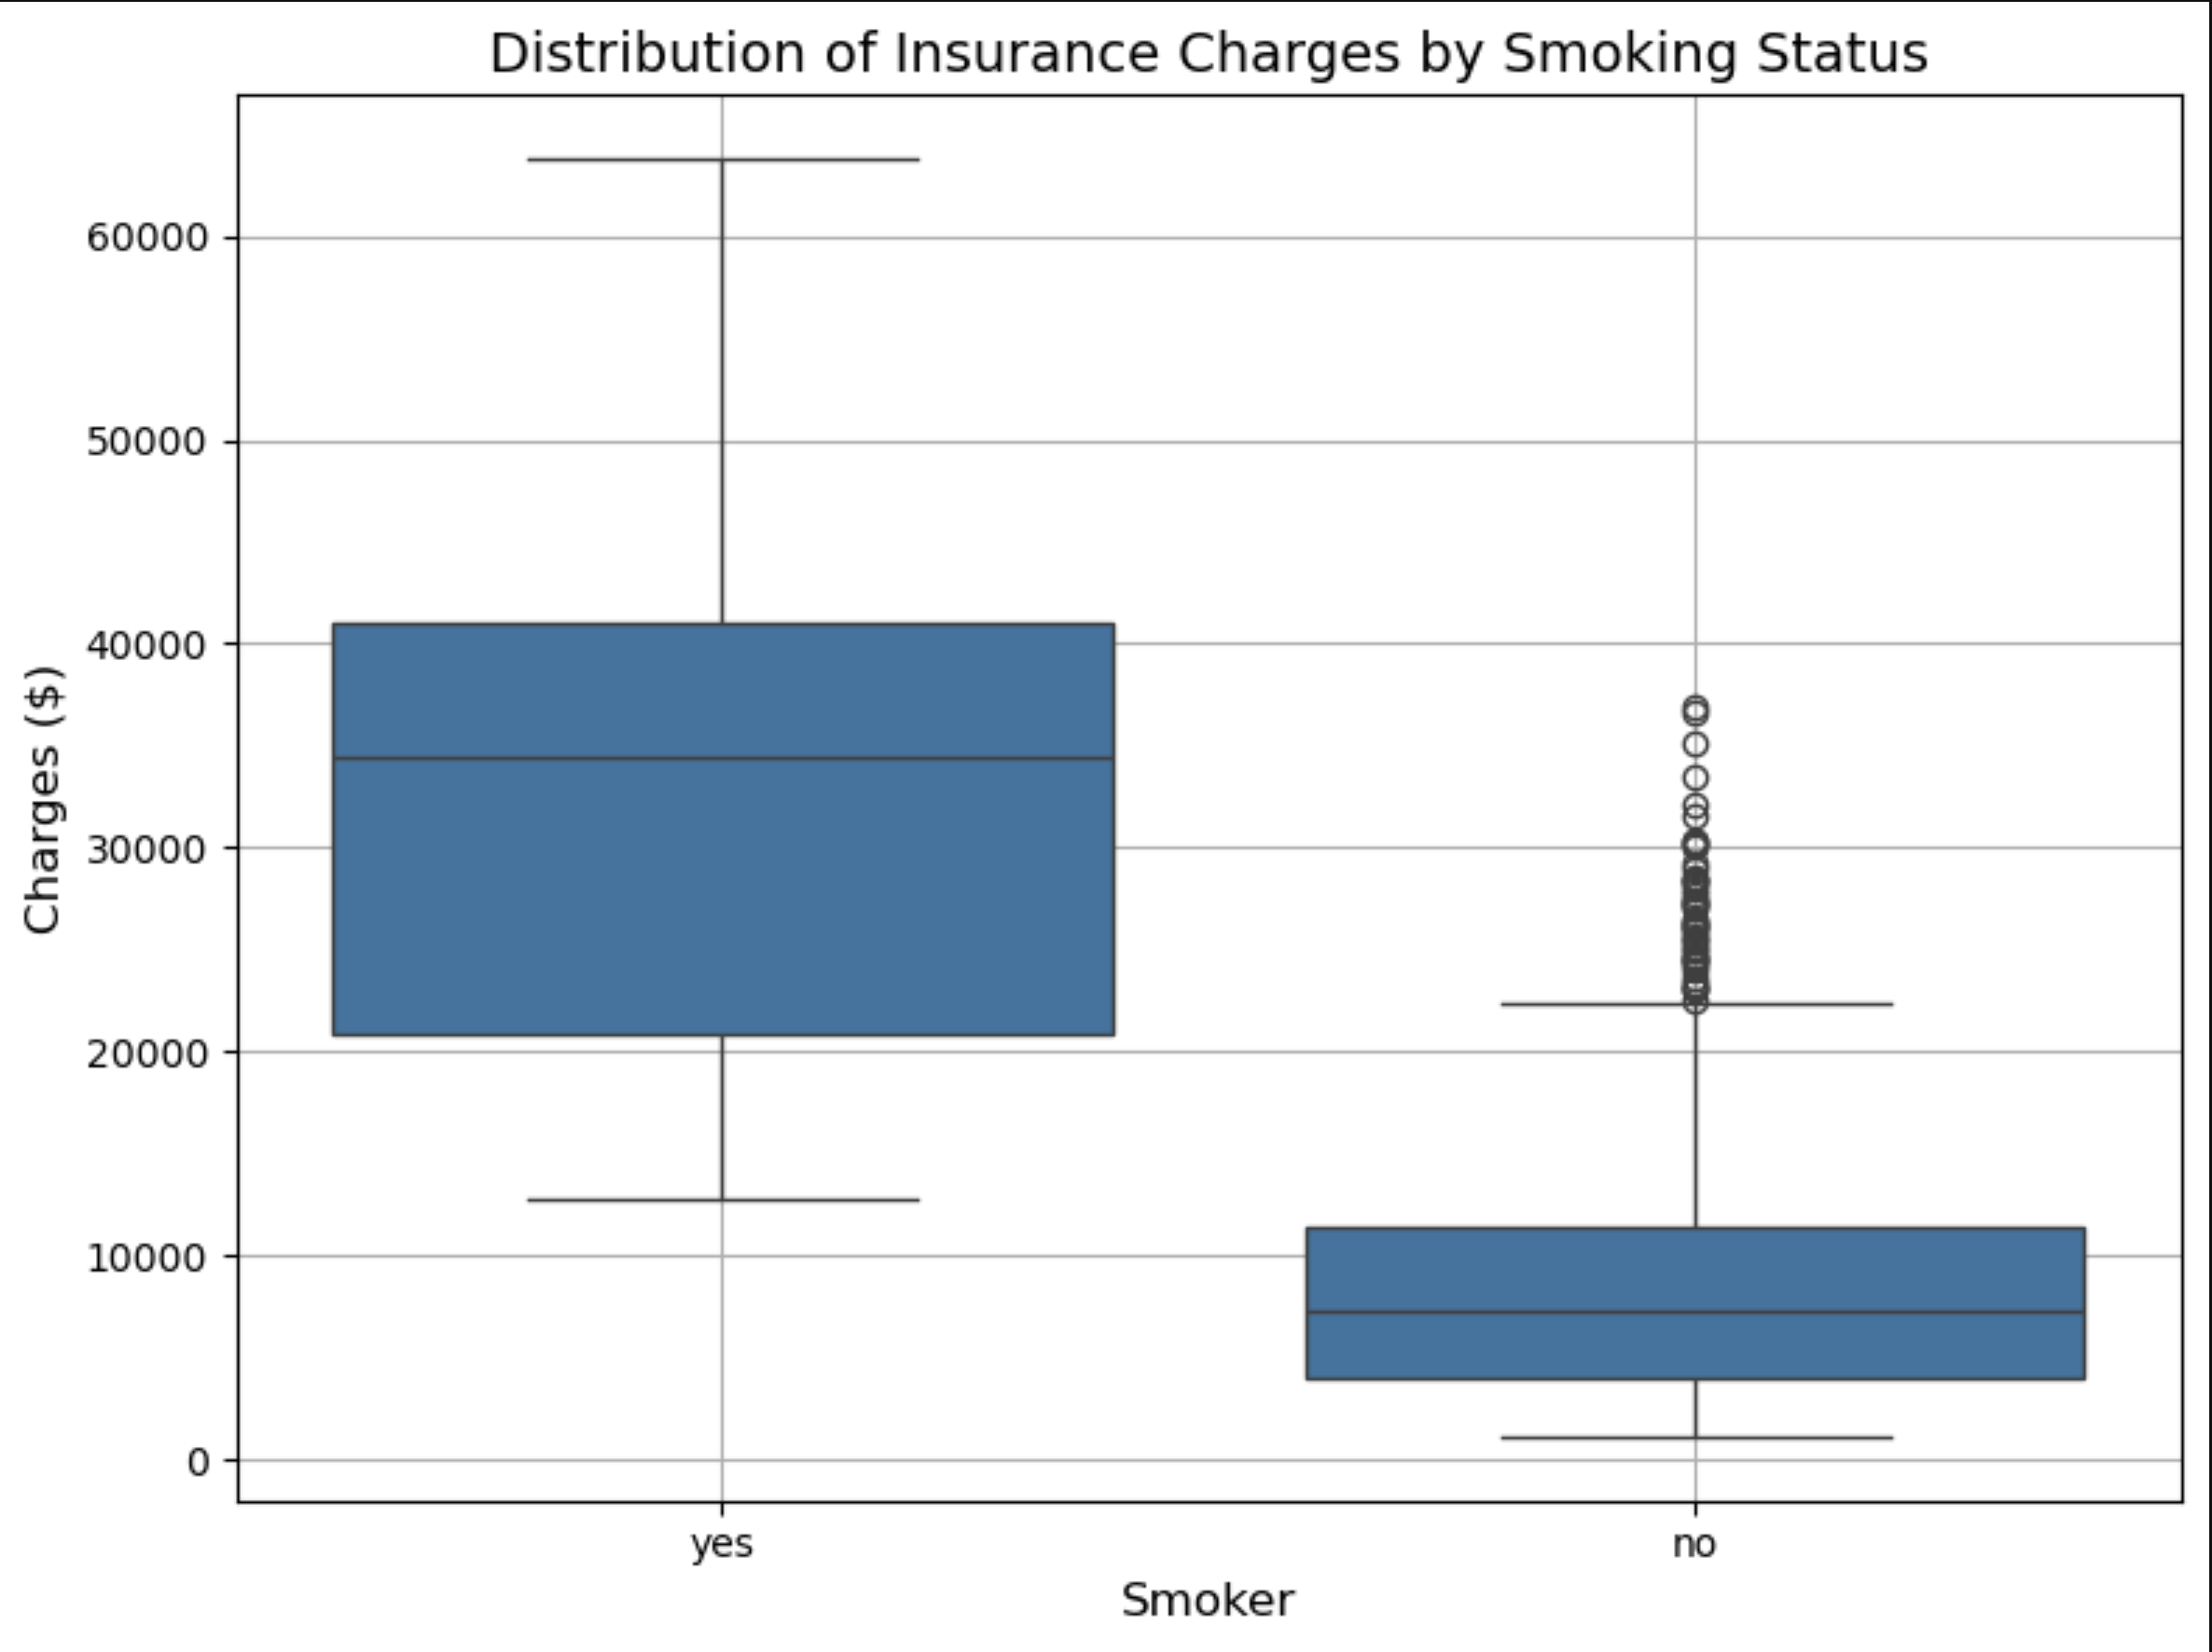 Distribution of Insurance Charges by Smoking Status
Charges ($)
60000
50000
40000
30000
20000
10000
0
yes
no
Smoker